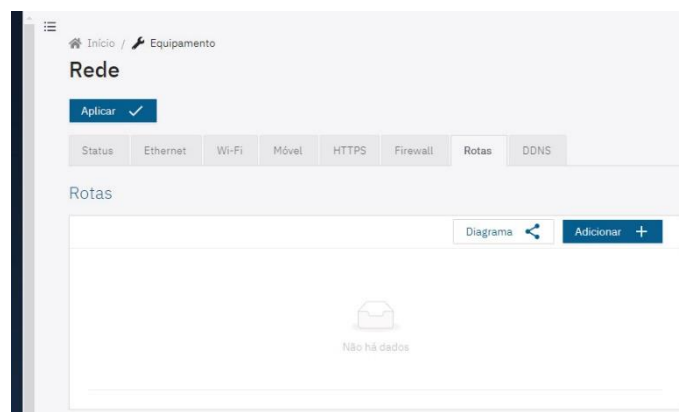 Início / Equipamento
Rede
Aplicar
Status Ethernet Wi-Fi Móvel HTTPS Firewall Rotas DDNS
Rotas
Diagrama Adicionar
Não há dados